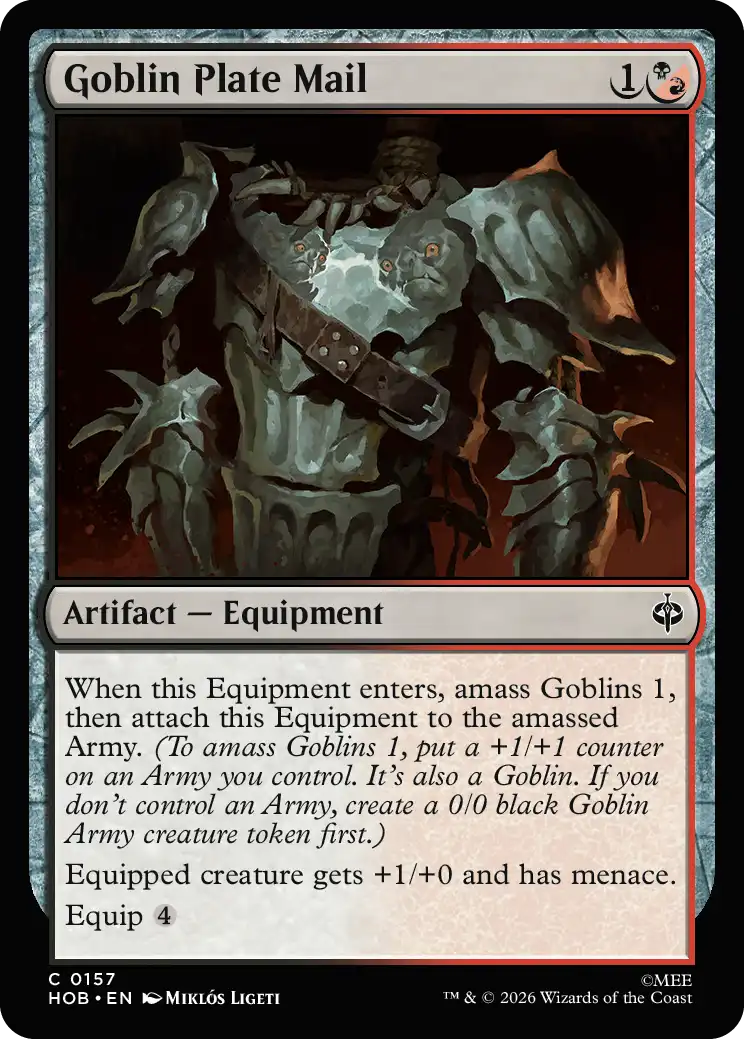 Goblin Plate Mail 1
Artifact — Equipment
When this Equipment enters, amass Goblins 1,
then attach this Equipment to the amassed
Army. (To amass Goblins 1, put a +1/+1 counter
on an Army you control. It's also a Goblin. If you
don't control an Army, create a 0/0 black Goblin
Army creature token first.)
Equipped creature gets +1/+0 and has menace.
Equip 4
C 0157
HOB • EN Miklós Ligeti
©MEE
™ & © 2026 Wizards of the Coast